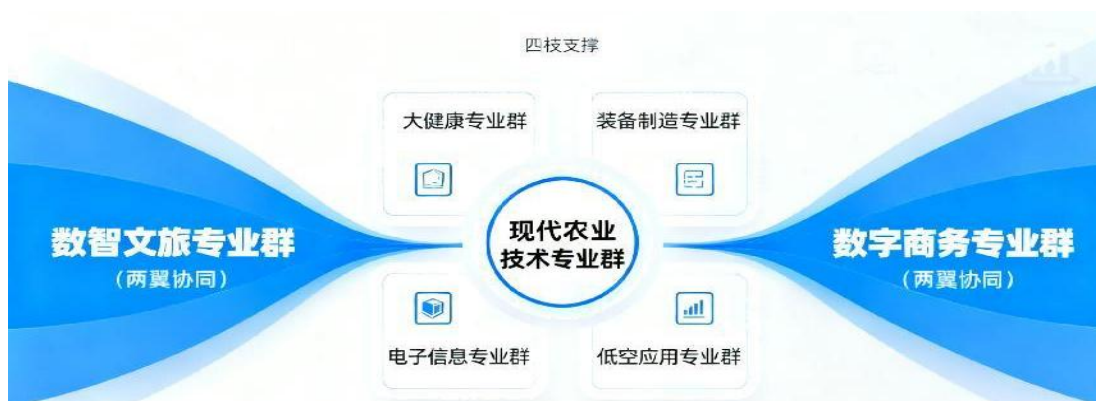 四枝支撑
大健康专业群
装备制造专业群
数智文旅专业群
（两翼协同）
现代农业
技术专业群
数字商务专业群
（两翼协同）
电子信息专业群
低空应用专业群